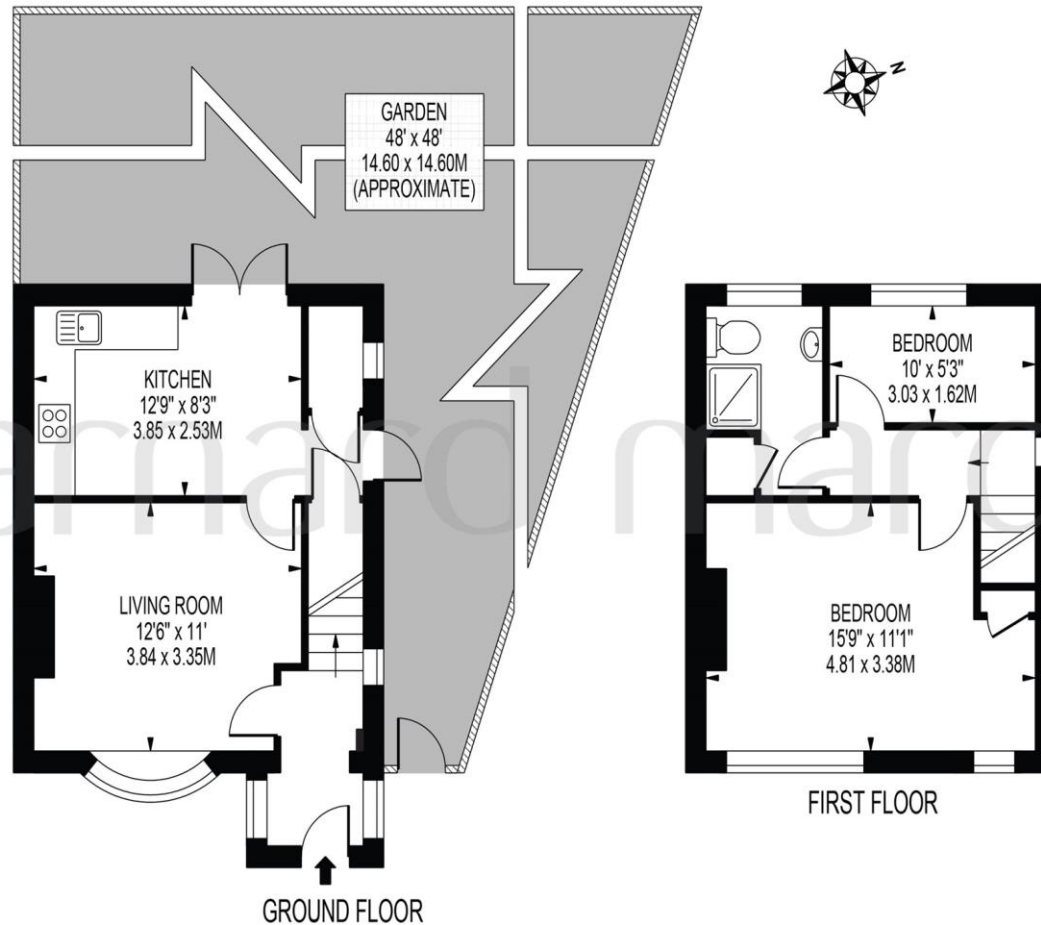 GARDEN
48' x 48'
14.60 x 14.60M
(APPROXIMATE)
N
KITCHEN
12'9" x 8'3"
3.85 x 2.53M
BEDROOM
10' x 5'3"
3.03 x 1.62M
LIVING ROOM
12'6" x 11'
3.84 x 3.35M
BEDROOM
15'9" x 11'1"
4.81 x 3.38M
FIRST FLOOR
GROUND FLOOR